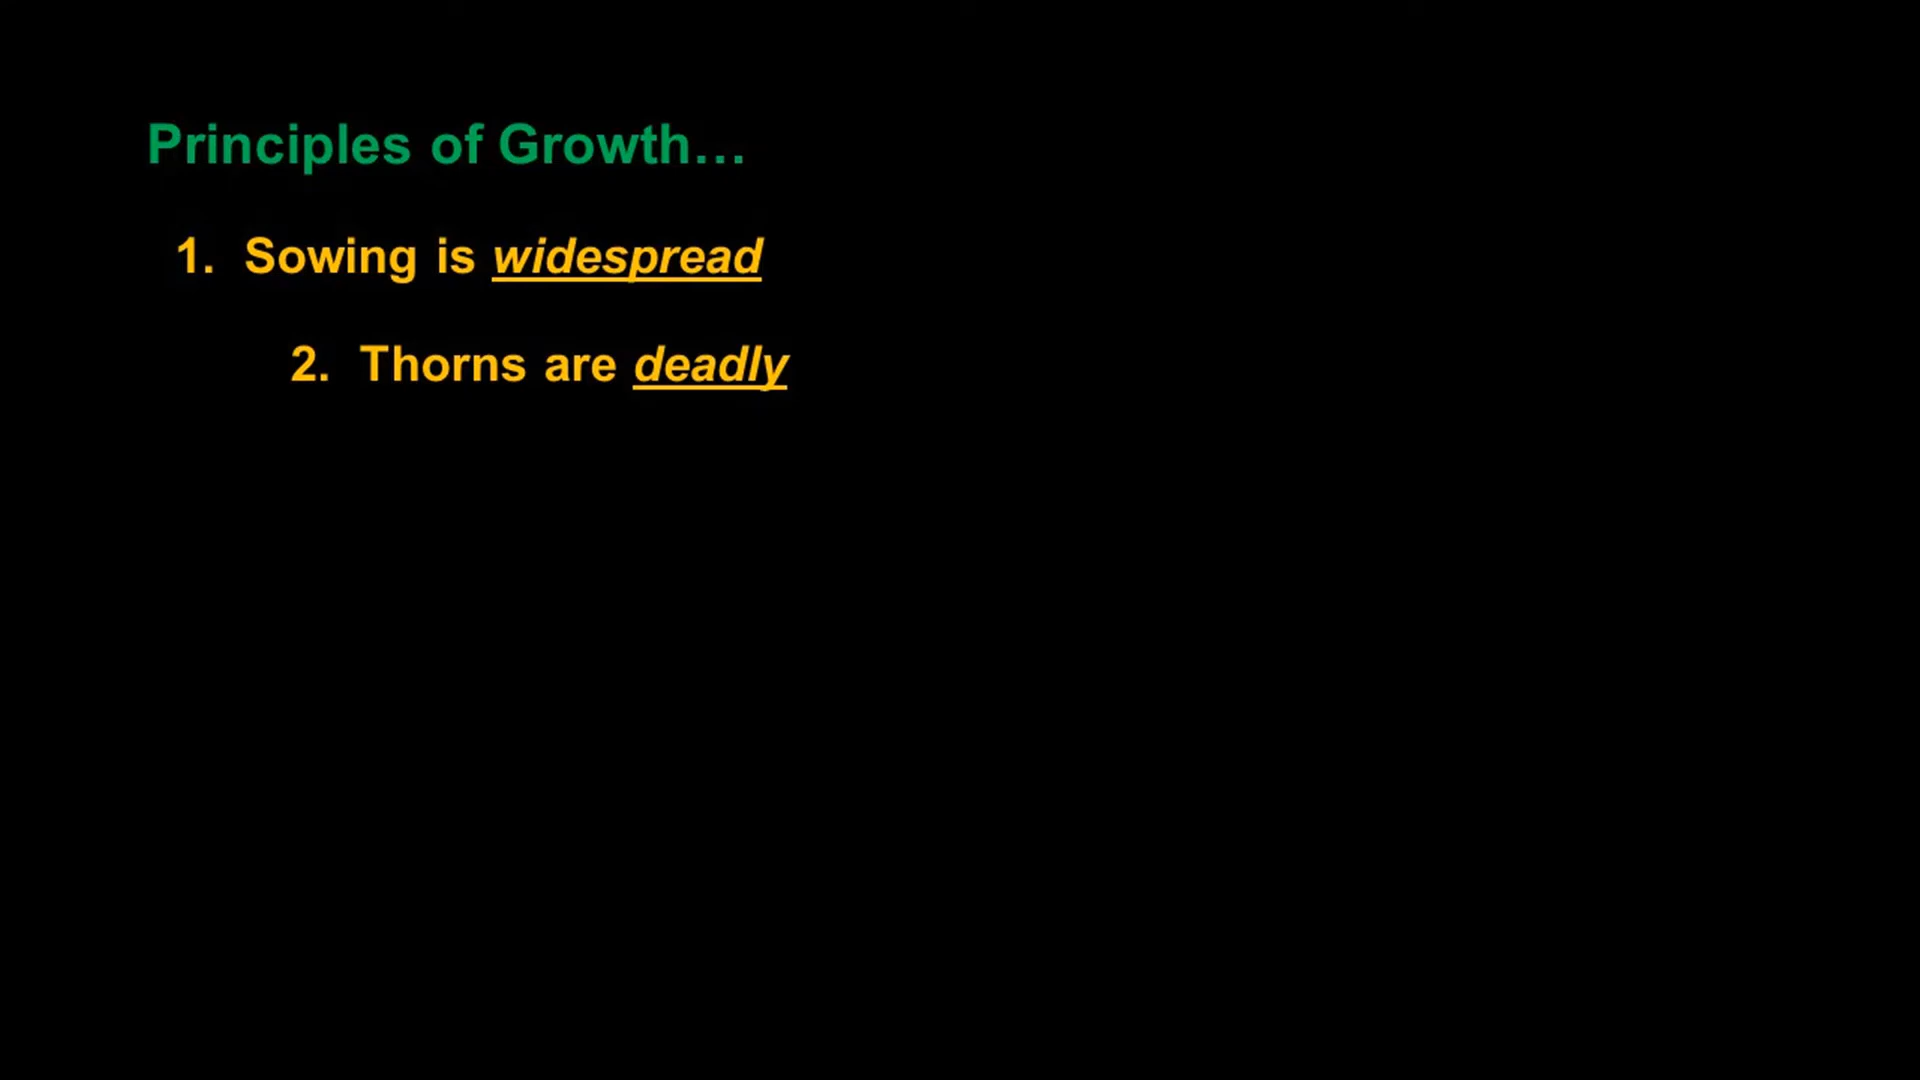 Principles of Growth…
1. Sowing is widespread
2. Thorns are deadly